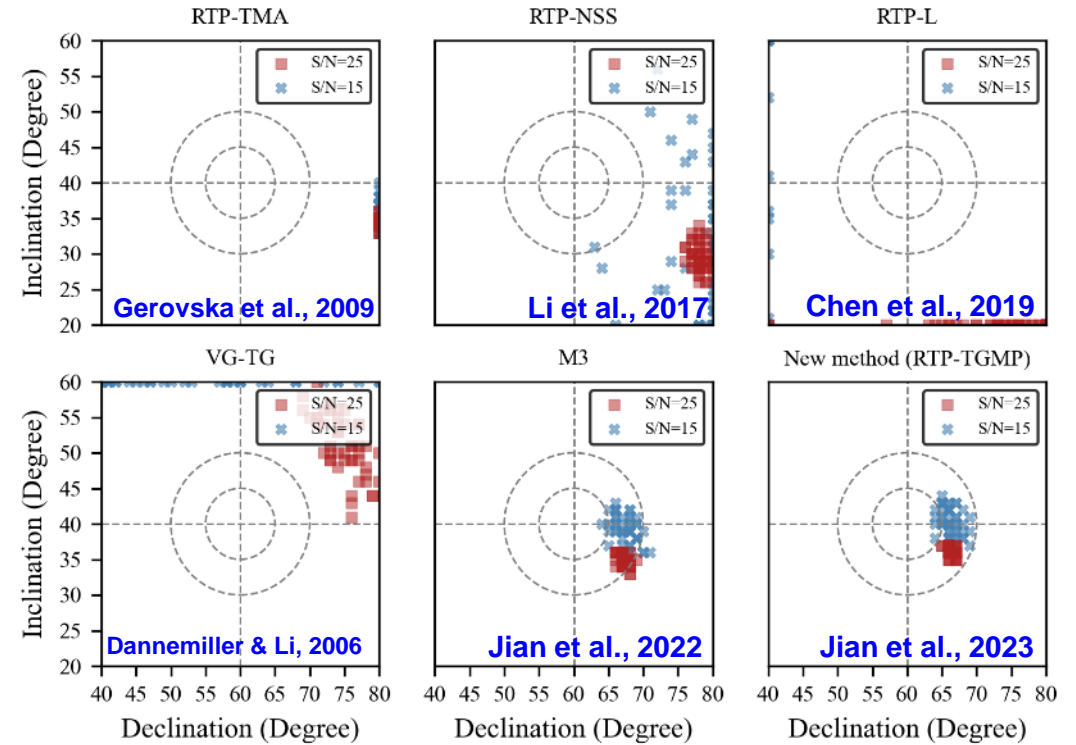 RTP-TMA
RTP-NSS
RTP-L
Inclination (Degree)
60
55
50
45
40
35
30
25
20
S/N=25
S/N=15
Gerovska et al., 2009
S/N=25
S/N=15
Li et al., 2017
S/N=25
S/N=15
Chen et al., 2019
VG-TG
M3
New method (RTP-TGMP)
Inclination (Degree)
60
55
50
45
40
35
30
25
20
S/N=25
S/N=15
Dannemiller & Li, 2006
S/N=25
S/N=15
Jian et al., 2022
S/N=25
S/N=15
Jian et al., 2023
40 45 50 55 60 65 70 75 80
40 45 50 55 60 65 70 75 80
40 45 50 55 60 65 70 75 80
Declination (Degree)
Declination (Degree)
Declination (Degree)